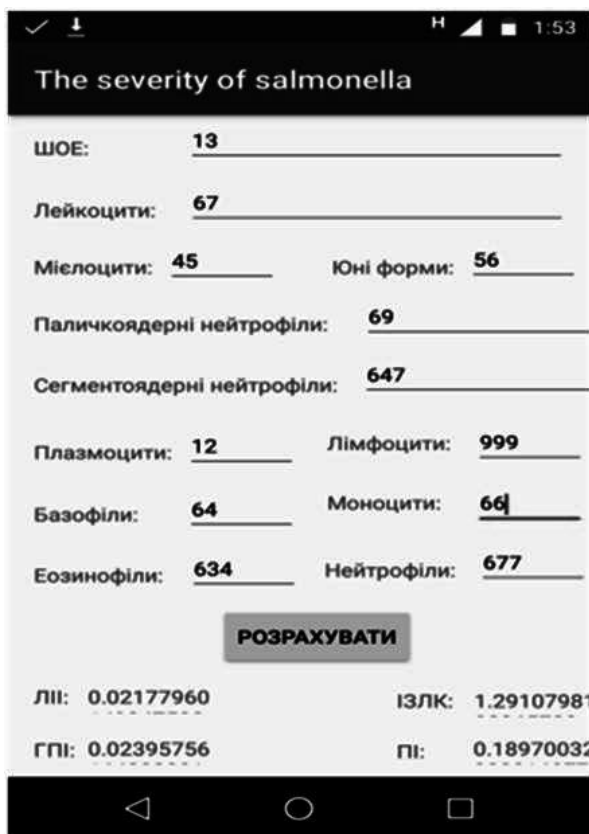 H 1:53
The severity of salmonella
ШОЕ: 13
Лейкоцити: 67
Мієлоцити: 45 Юні форми: 56
Паличкоядерні нейтрофіли: 69
Сегментоядерні нейтрофіли: 647
Плазмоцити: 12 Лімфоцити: 999
Базофіли: 64 Моноцити: 66
Еозинофіли: 634 Нейтрофіли: 677
РОЗРАХУВАТИ
ЛІІ: 0.02177960 ІЗЛК: 1.29107981
ГПІ: 0.02395756 ПІ: 0.18970032